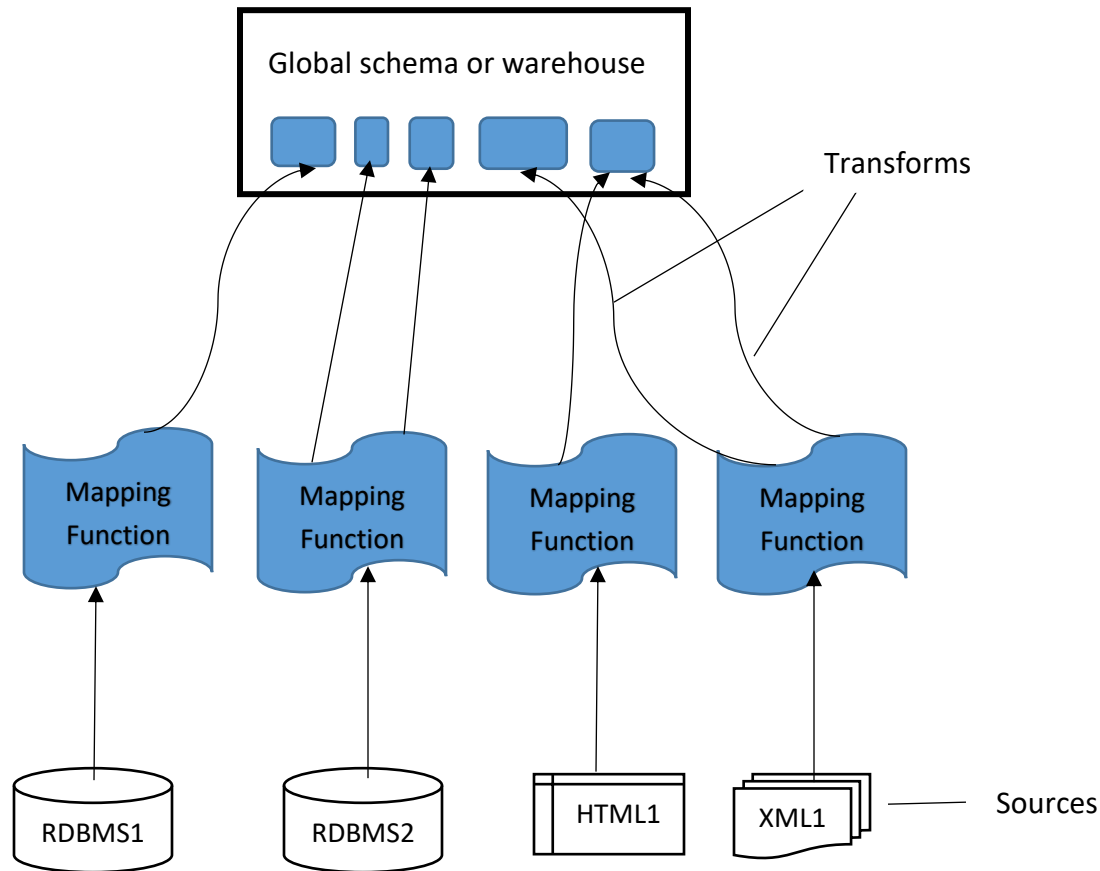 Global schema or warehouse
Transforms
Mapping
Function
Mapping
Function
Mapping
Function
Mapping
Function
RDBMS1
RDBMS2
HTML1
XML1
Sources